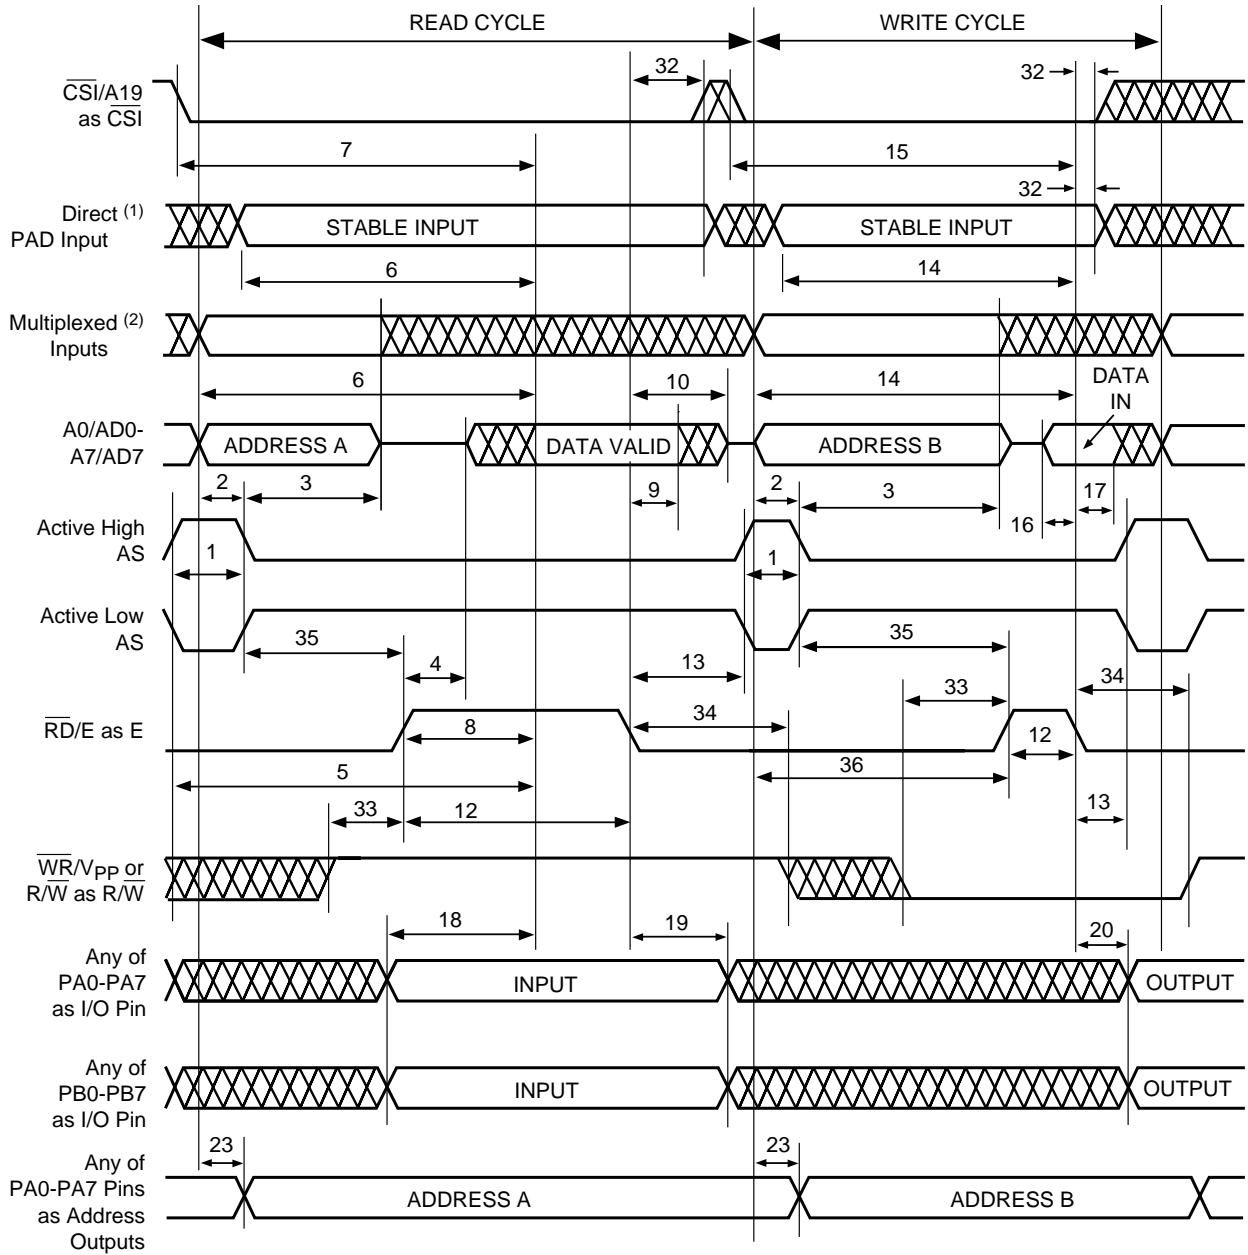 READ CYCLE WRITE CYCLE
32 32
C̅S̅I̅/A19
as C̅S̅I̅
7 15
32
Direct (1)
PAD Input
STABLE INPUT STABLE INPUT
6 14
Multiplexed (2)
Inputs
6 10 14 DATA
IN
A0/AD0-
A7/AD7
ADDRESS A DATA VALID ADDRESS B
2 3 9 2 3 17
16
Active High
AS
1 1
Active Low
AS
35 4 13 35 34
33
R̅D̅/E as E
8 34 12
5 36
33 12 13
W̅R̅/VPP or
R/W̅ as R/W̅
18 19 20
Any of
PA0-PA7
as I/O Pin
INPUT OUTPUT
Any of
PB0-PB7
as I/O Pin
INPUT OUTPUT
23 23
Any of
PA0-PA7 Pins
as Address
Outputs
ADDRESS A ADDRESS B